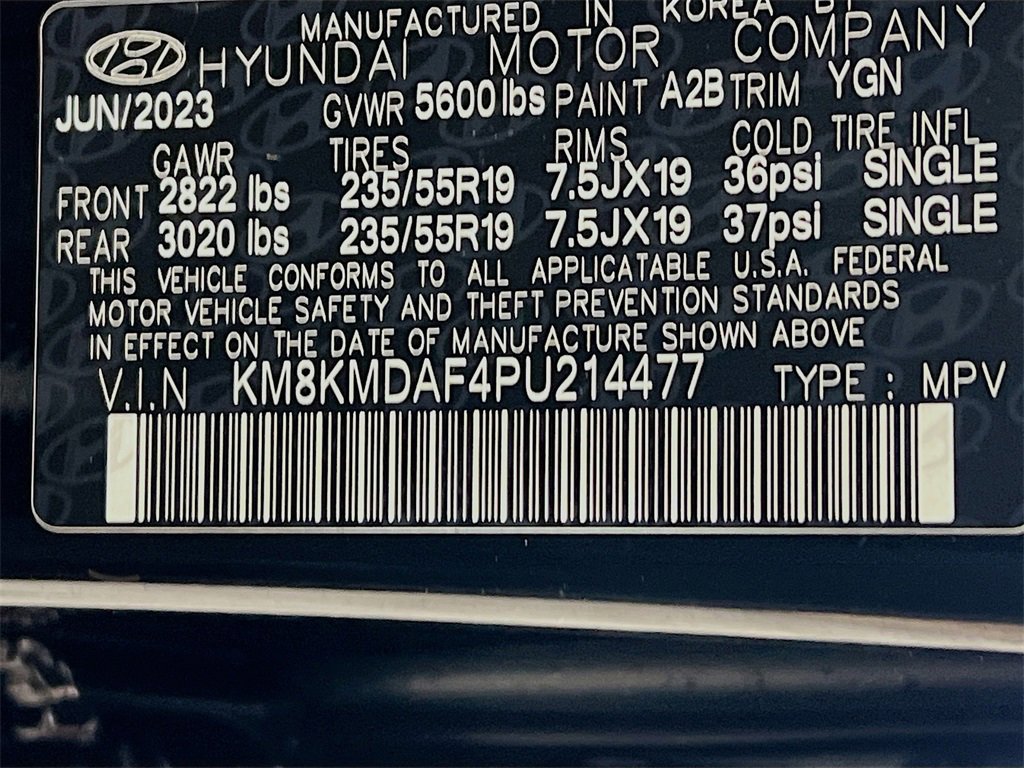 MANUFACTURED IN KOREA BY
HYUNDAI MOTOR COMPANY
JUN/2023 GVWR 5600 lbs PAINT A2B TRIM YGN
GAWR TIRES RIMS COLD TIRE INFL
FRONT 2822 lbs 235/55R19 7.5JX19 36psi SINGLE
REAR 3020 lbs 235/55R19 7.5JX19 37psi SINGLE
THIS VEHICLE CONFORMS TO ALL APPLICATABLE U.S.A. FEDERAL
MOTOR VEHICLE SAFETY AND THEFT PREVENTION STANDARDS
IN EFFECT ON THE DATE OF MANUFACTURE SHOWN ABOVE
V.I.N KM8KMDAF4PU214477 TYPE : MPV